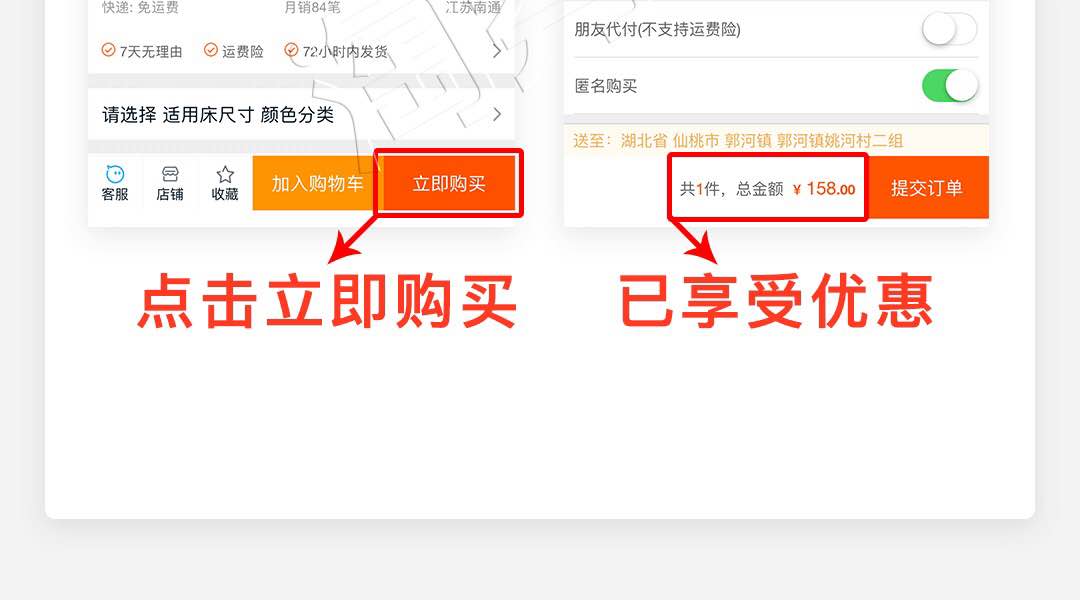 快递: 免运费 月销84笔 江苏南通
7天无理由 运费险 72小时内发货
请选择 适用床尺寸 颜色分类
客服 店铺 收藏 加入购物车 立即购买
点击立即购买
朋友代付(不支持运费险)
匿名购买
送至：湖北省 仙桃市 郭河镇 郭河镇姚河村二组
共1件，总金额 ¥ 158.00 提交订单
已享受优惠